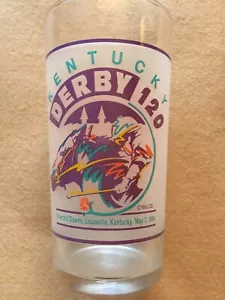 KENTUCKY
DERBY 120
Churchill Downs, Louisville, Kentucky May 7, 1994